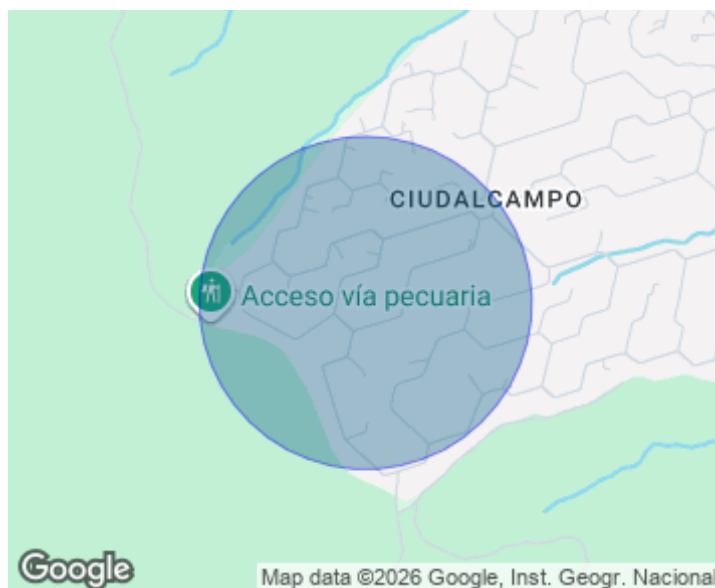 CIUDALCAMPO
Acceso vía pecuaria
Google
Map data ©2026 Google, Inst. Geogr. Nacional